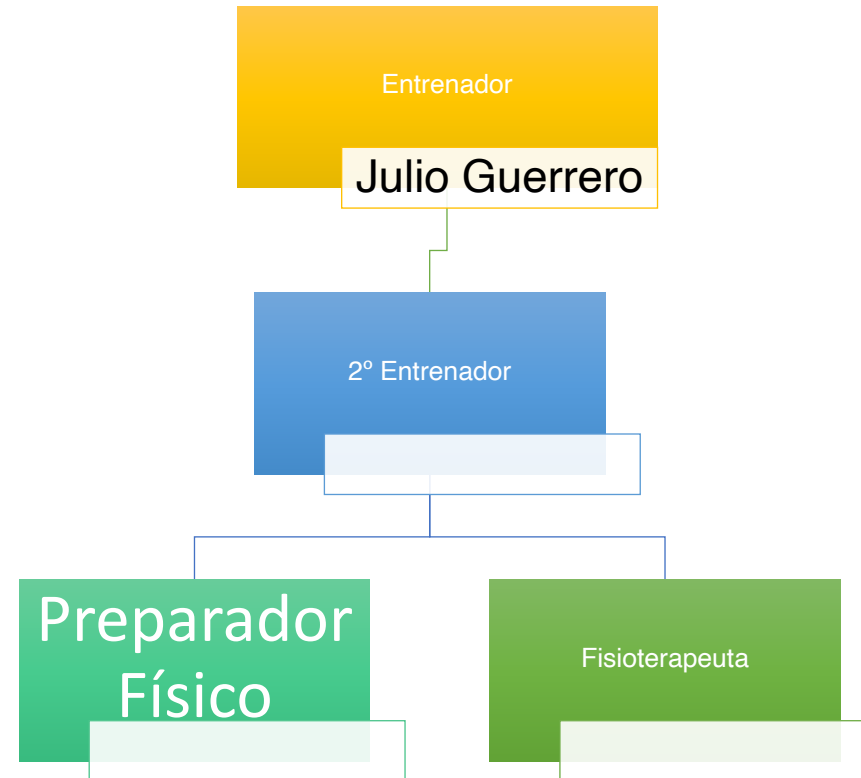 Entrenador
Julio Guerrero
2º Entrenador
Preparador
Físico
Fisioterapeuta